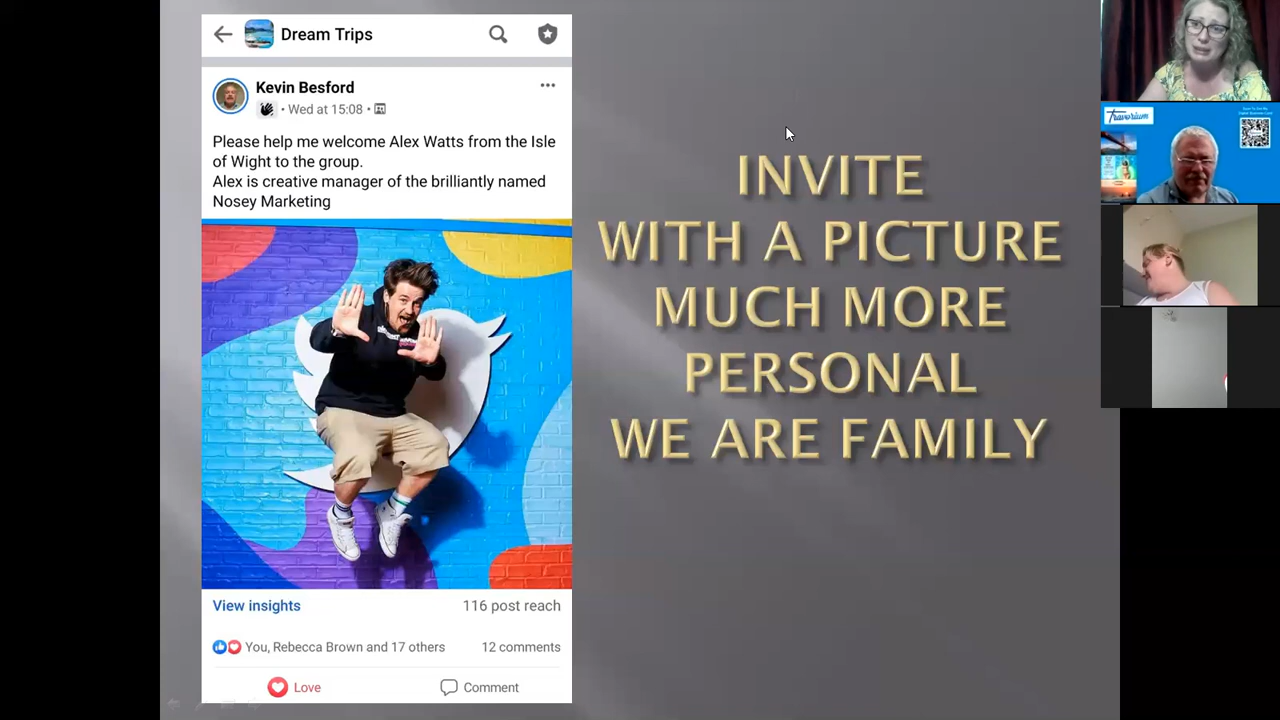 Dream Trips
Kevin Besford
• Wed at 15:08 •
Please help me welcome Alex Watts from the Isle
of Wight to the group.
Alex is creative manager of the brilliantly named
Nosey Marketing
View insights
116 post reach
You, Rebecca Brown and 17 others
12 comments
Love
Comment
INVITE
WITH A PICTURE
MUCH MORE
PERSONAL
WE ARE FAMILY
Travorium